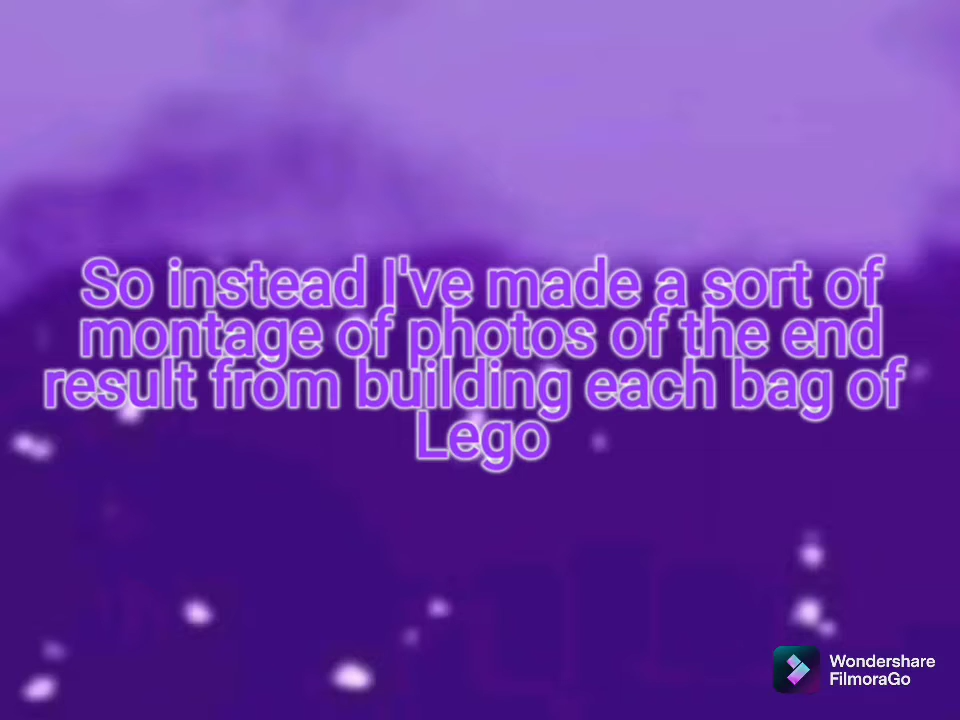 So instead I've made a sort of
montage of photos of the end
result from building each bag of
Lego
Wondershare
FilmoraGo